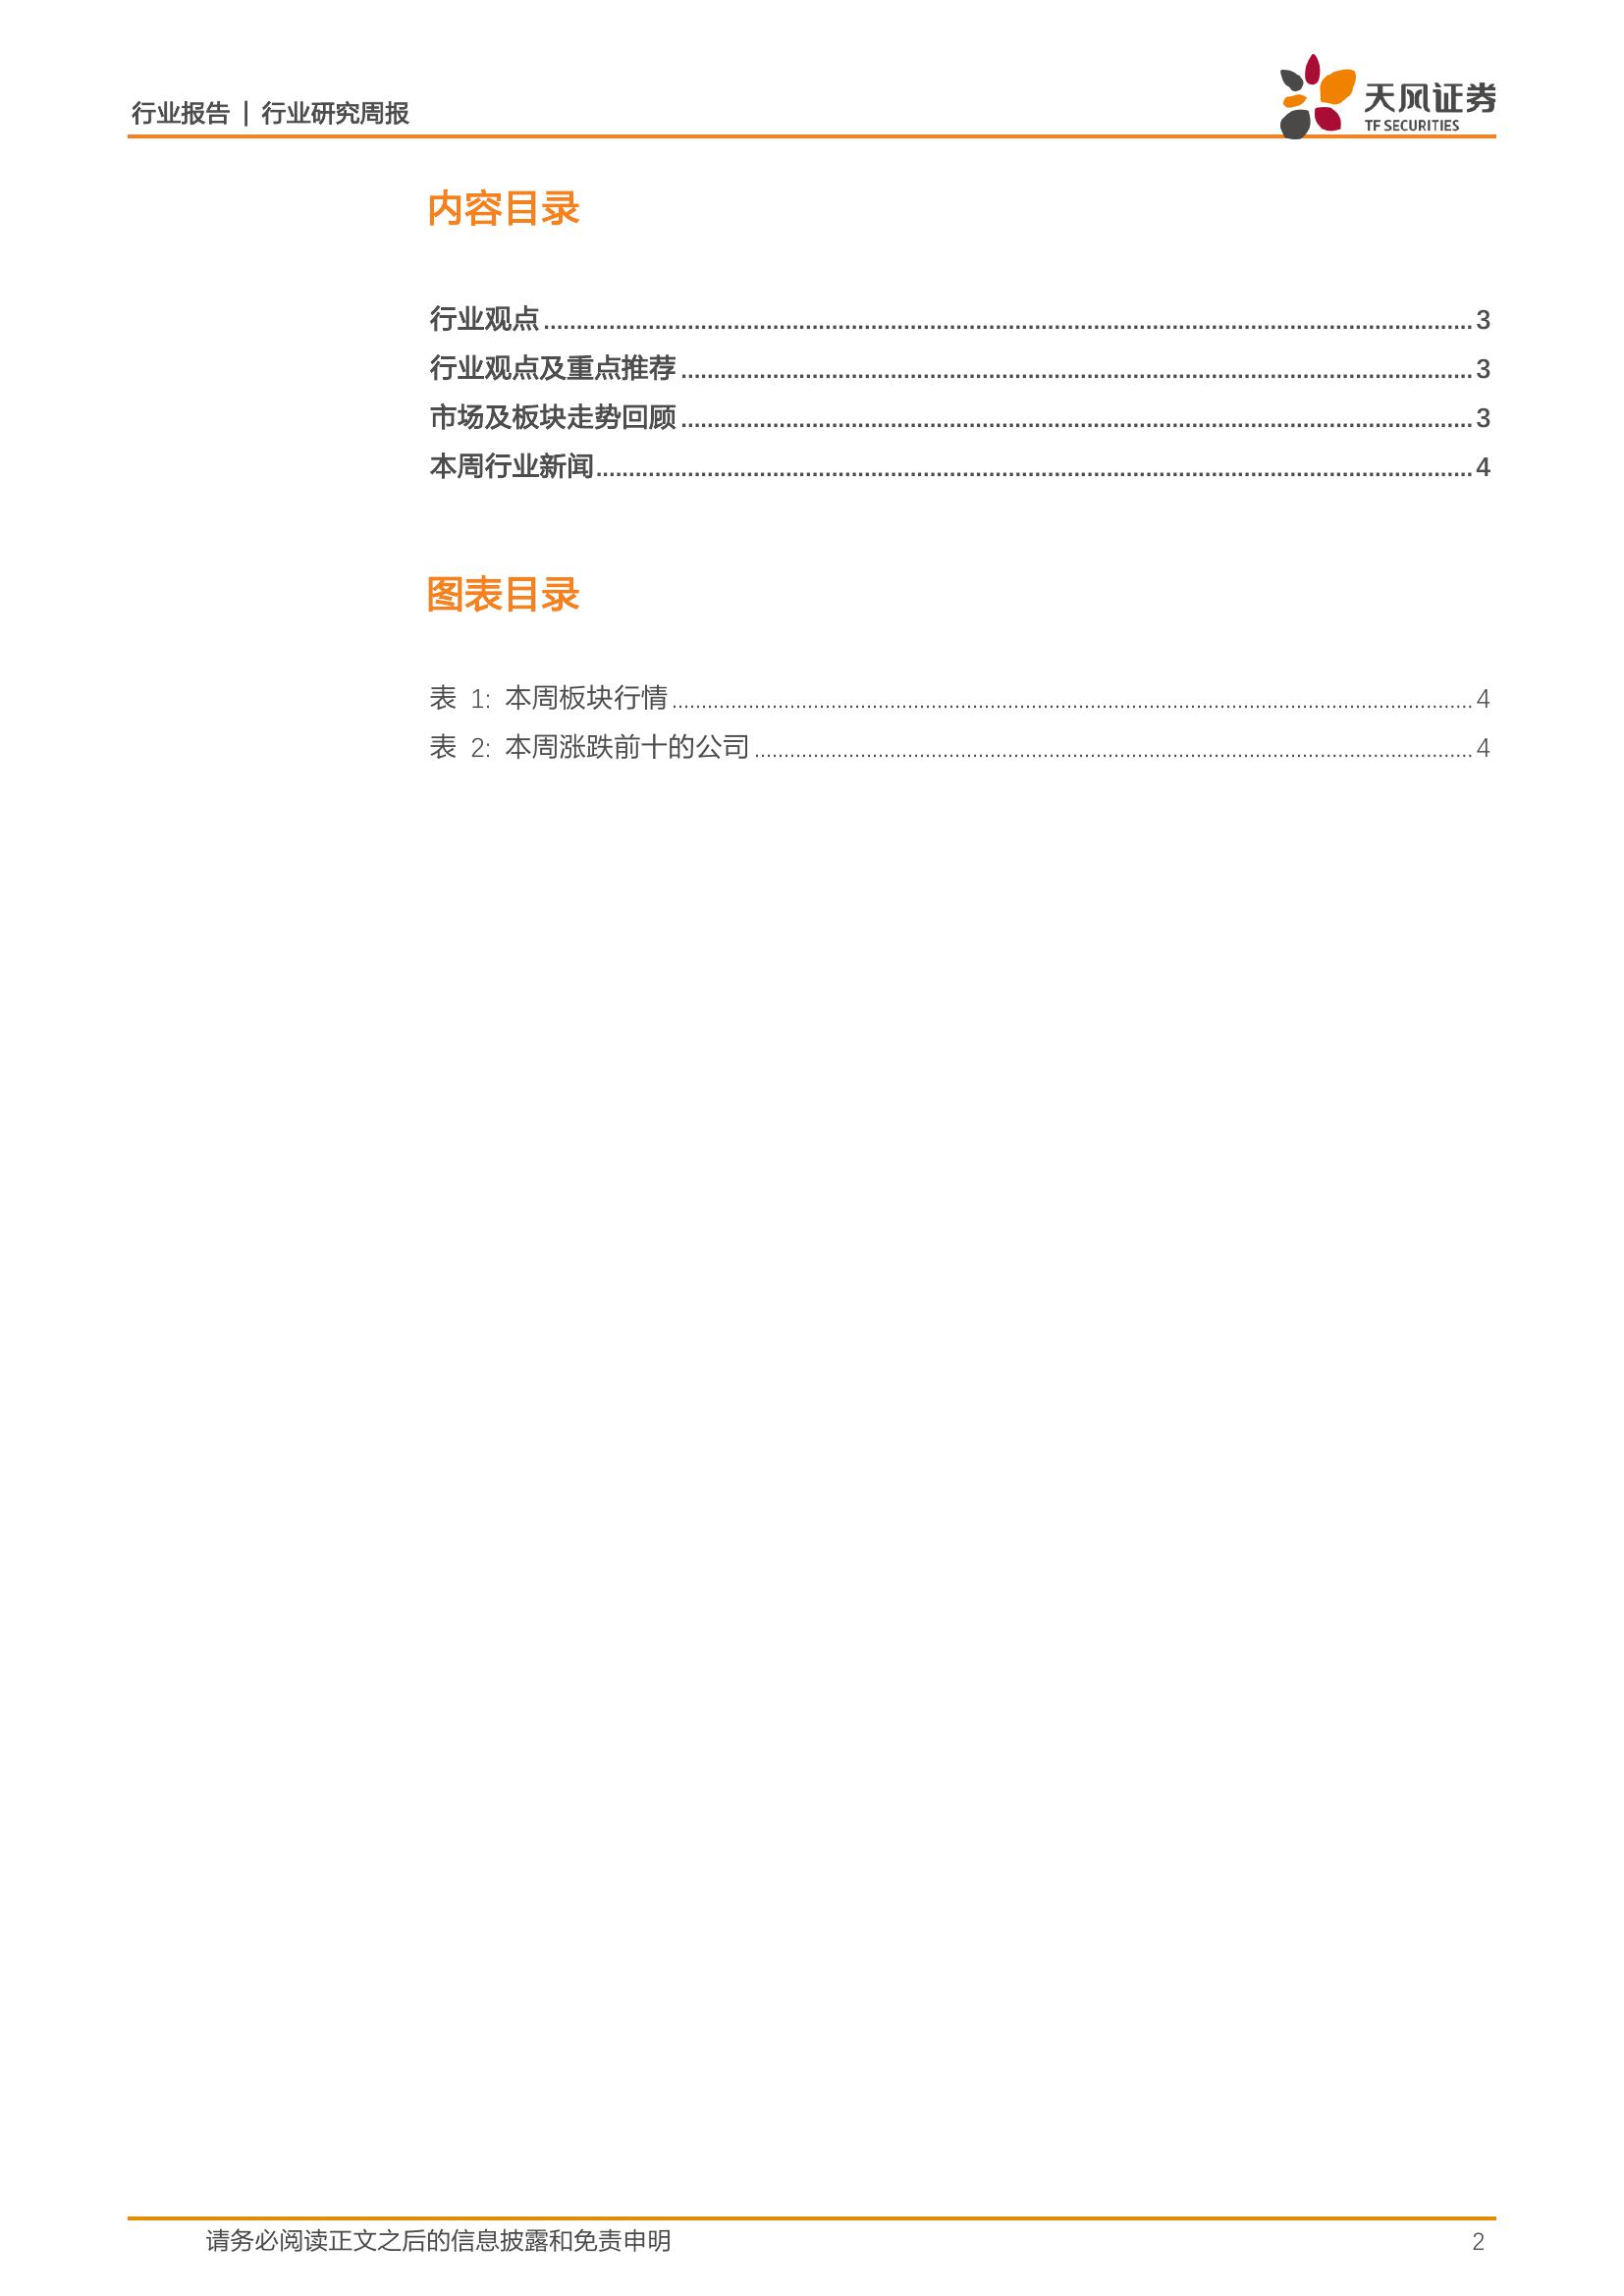 行业报告 | 行业研究周报
天风证券
TF SECURITIES
内容目录
行业观点 3
行业观点及重点推荐 3
市场及板块走势回顾 3
本周行业新闻 4
图表目录
表 1: 本周板块行情 4
表 2: 本周涨跌前十的公司 4
请务必阅读正文之后的信息披露和免责申明 2